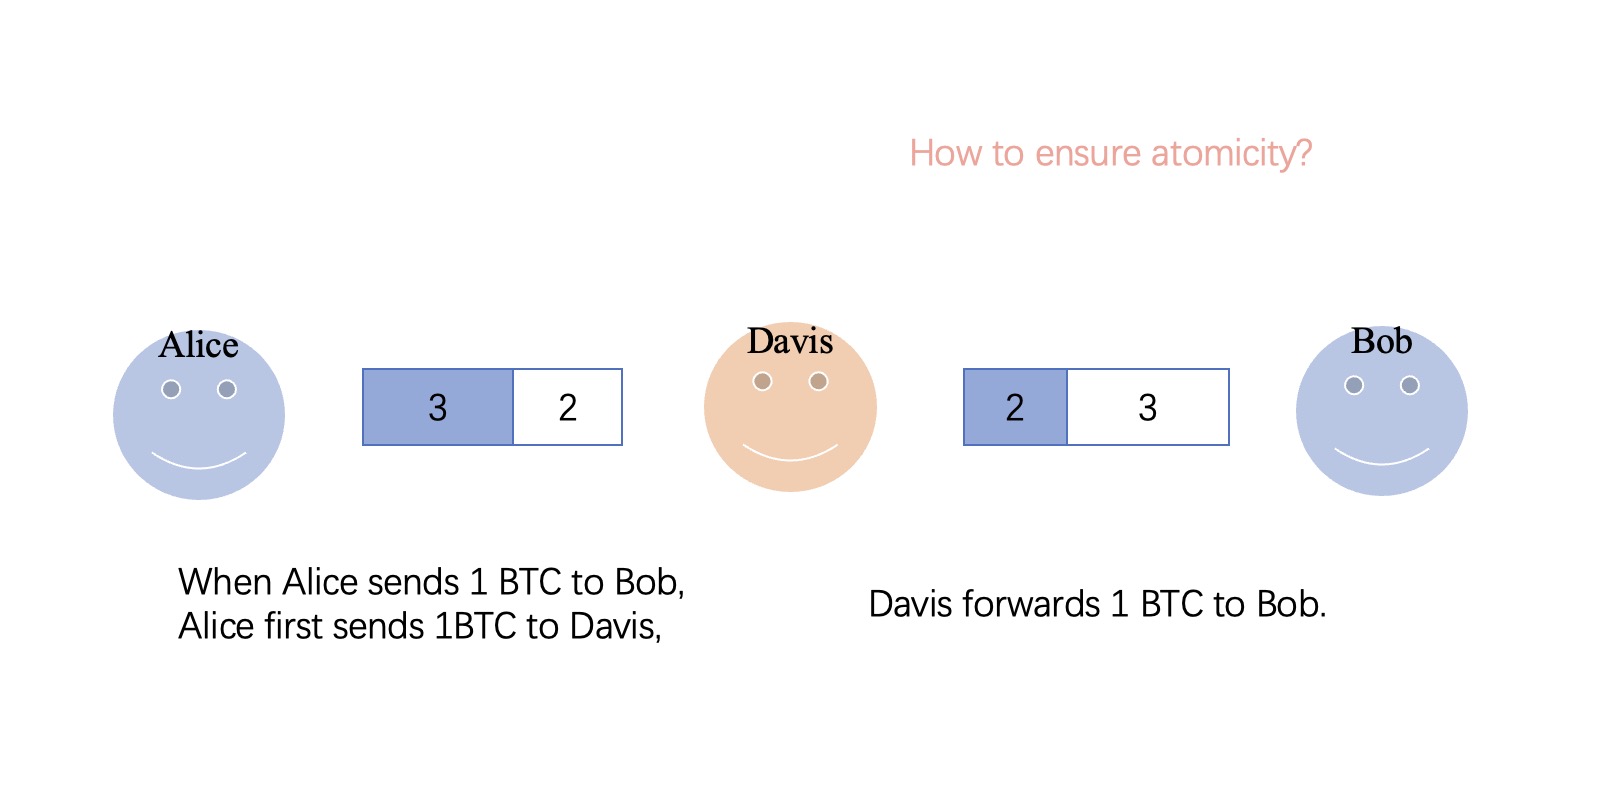 How to ensure atomicity?
Alice
Davis
Bob
3
2
2
3
When Alice sends 1 BTC to Bob,
Alice first sends 1BTC to Davis,
Davis forwards 1 BTC to Bob.